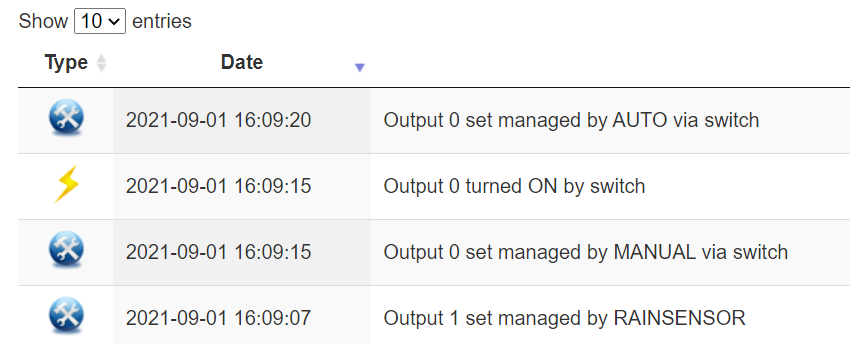 Show 10 entries
Type Date
2021-09-01 16:09:20 Output 0 set managed by AUTO via switch
2021-09-01 16:09:15 Output 0 turned ON by switch
2021-09-01 16:09:15 Output 0 set managed by MANUAL via switch
2021-09-01 16:09:07 Output 1 set managed by RAINSENSOR